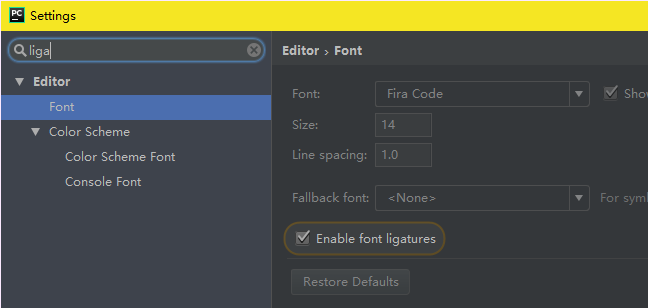 PC Settings
liga
Editor
Font
Color Scheme
Color Scheme Font
Console Font
Editor › Font
Font: Fira Code Show
Size: 14
Line spacing: 1.0
Fallback font: <None> For symb
Enable font ligatures
Restore Defaults